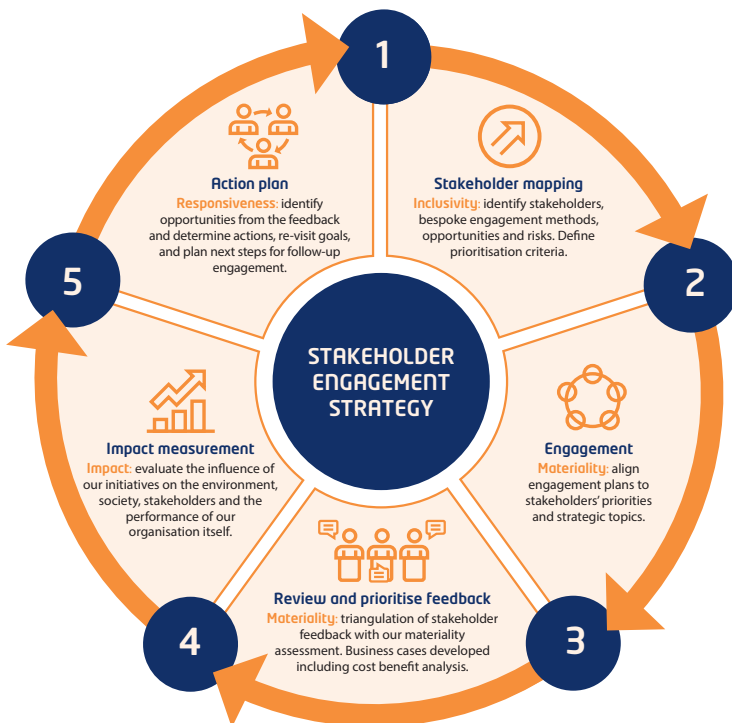 1
Stakeholder mapping
Inclusivity: identify stakeholders,
bespoke engagement methods,
opportunities and risks. Define
prioritisation criteria.
2
Engagement
Materiality: align
engagement plans to
stakeholders' priorities
and strategic topics.
3
Review and prioritise feedback
Materiality: triangulation of stakeholder
feedback with our materiality
assessment. Business cases developed
including cost benefit analysis.
4
Impact measurement
Impact: evaluate the influence of
our initiatives on the environment,
society, stakeholders and the
performance of our
organisation itself.
5
Action plan
Responsiveness: identify
opportunities from the feedback
and determine actions, re-visit goals,
and plan next steps for follow-up
engagement.
STAKEHOLDER
ENGAGEMENT
STRATEGY